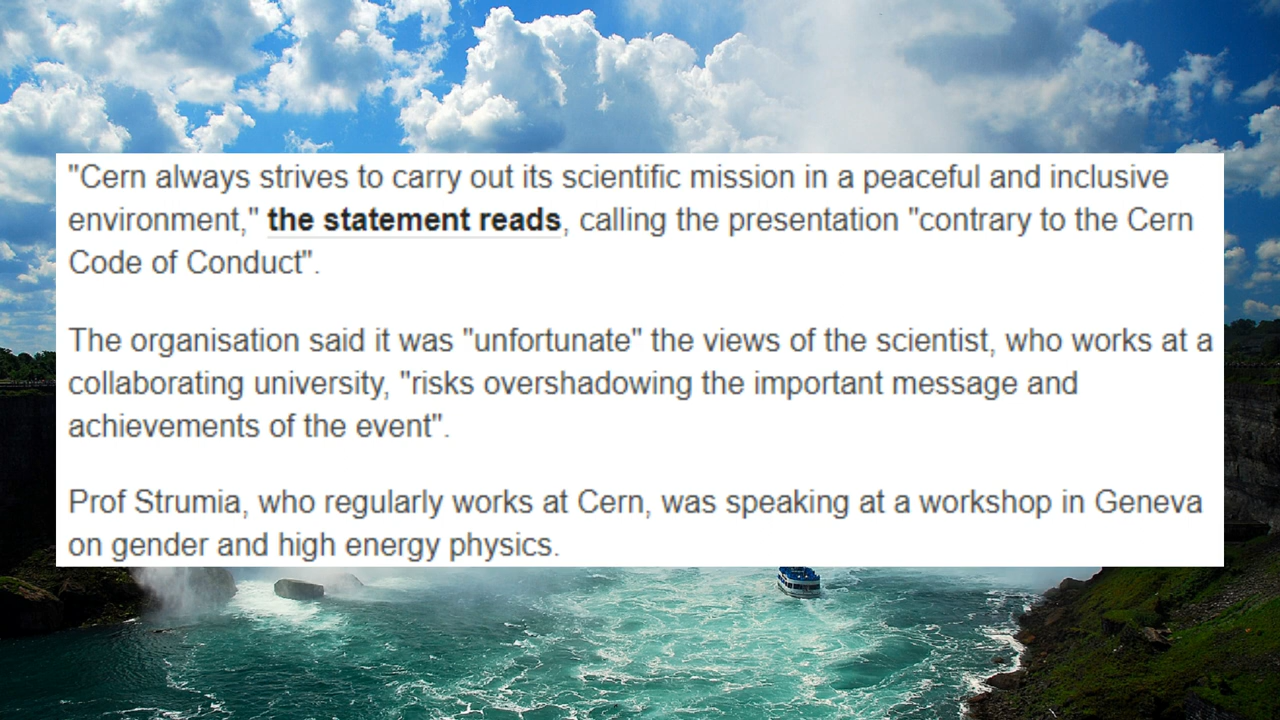 "Cern always strives to carry out its scientific mission in a peaceful and inclusive
environment," the statement reads, calling the presentation "contrary to the Cern
Code of Conduct".
The organisation said it was "unfortunate" the views of the scientist, who works at a
collaborating university, "risks overshadowing the important message and
achievements of the event".
Prof Strumia, who regularly works at Cern, was speaking at a workshop in Geneva
on gender and high energy physics.